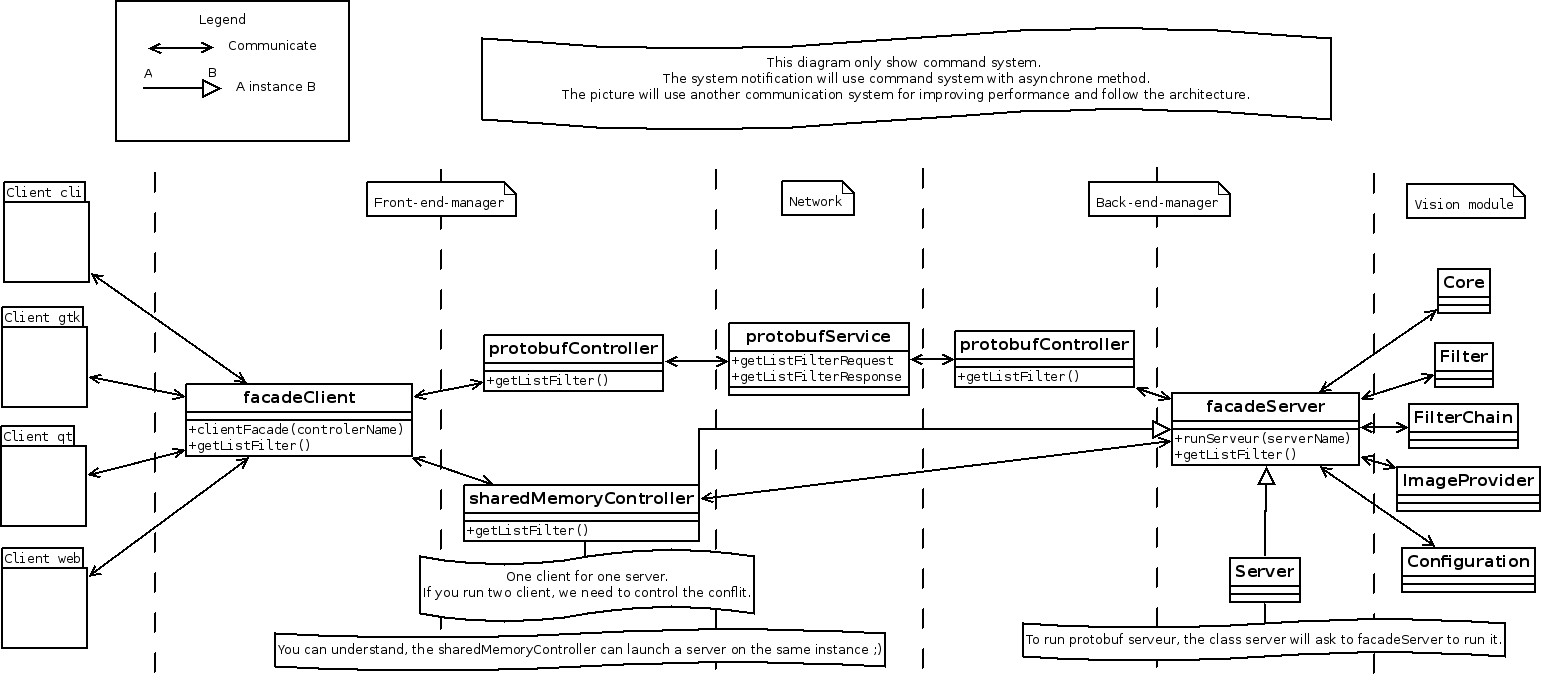 Legend
Communicate
A
B
A instance B
This diagram only show command system.
The system notification will use command system with asynchrone method.
The picture will use another communication system for improving performance and follow the architecture.
Client cli
Front-end-manager
Network
Back-end-manager
Vision module
Core
Client gtk
protobufController
+getListFilter()
protobufService
+getListFilterRequest
+getListFilterResponse
protobufController
+getListFilter()
Filter
facadeClient
+clientFacade(controlerName)
+getListFilter()
facadeServer
+runServeur(serverName)
+getListFilter()
FilterChain
Client qt
sharedMemoryController
+getListFilter()
ImageProvider
Client web
One client for one server.
If you run two client, we need to control the conflit.
Server
Configuration
You can understand, the sharedMemoryController can launch a server on the same instance ;)
To run protobuf serveur, the class server will ask to facadeServer to run it.